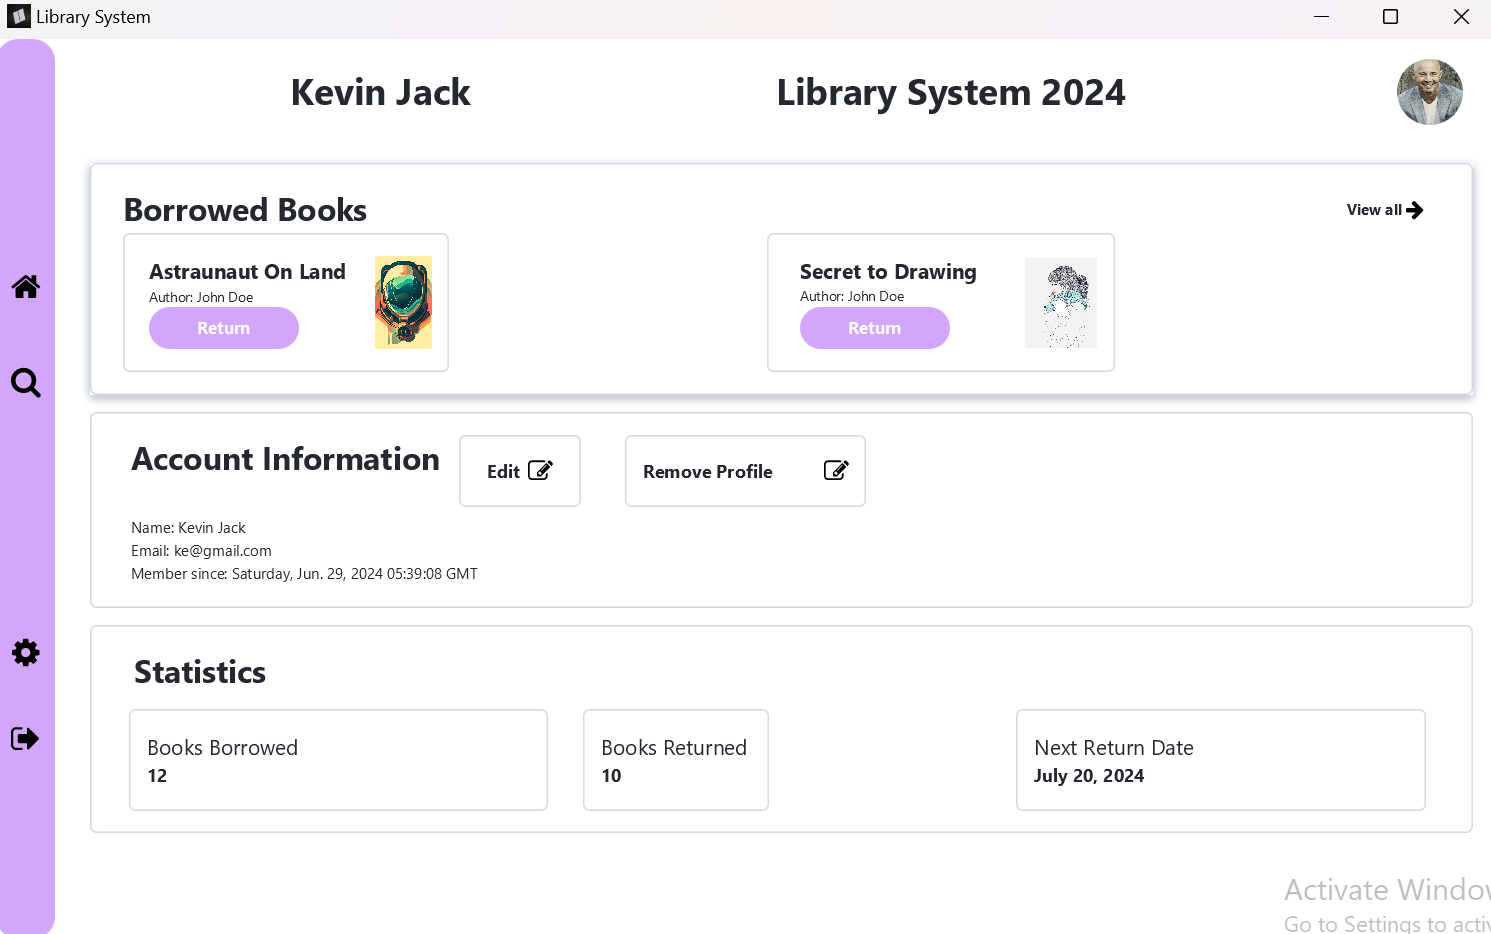 Library System
Kevin Jack
Library System 2024
Borrowed Books
View all
Astraunaut On Land
Author: John Doe
Return
Secret to Drawing
Author: John Doe
Return
Account Information
Edit
Remove Profile
Name: Kevin Jack
Email: ke@gmail.com
Member since: Saturday, Jun. 29, 2024 05:39:08 GMT
Statistics
Books Borrowed
12
Books Returned
10
Next Return Date
July 20, 2024
Activate Window
Go to Settings to activ